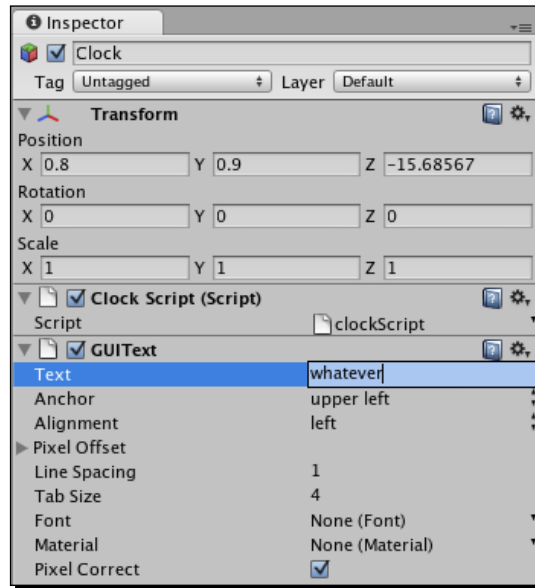 Inspector
Clock
Tag Untagged Layer Default
Transform
Position
X 0.8 Y 0.9 Z -15.68567
Rotation
X 0 Y 0 Z 0
Scale
X 1 Y 1 Z 1
Clock Script (Script)
Script clockScript
GUIText
Text whatever
Anchor upper left
Alignment left
Pixel Offset
Line Spacing 1
Tab Size 4
Font None (Font)
Material None (Material)
Pixel Correct